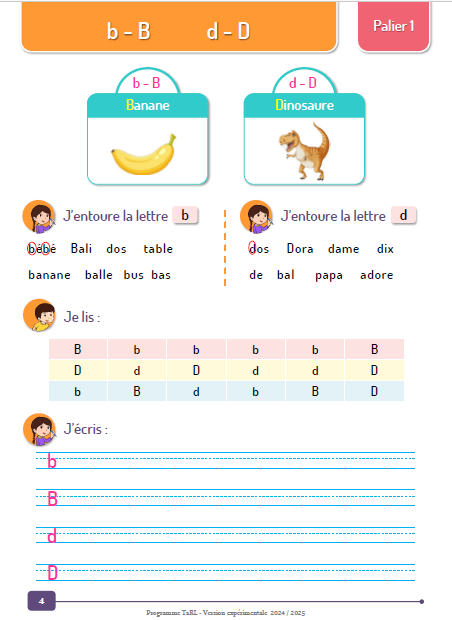 b – B d – D
Palier 1
b – B d – D
Banane Dinosaure
J'entoure la lettre b
bébé Bali dos table
banane balle bus bas
J'entoure la lettre d
dos Dora dame dix
de bal papa adore
Je lis :
B b b b b B
D d D d d D
b B d b B D
J'écris :
b
B
d
D
4
Programme TaRL - Version expérimentale 2024 / 2025